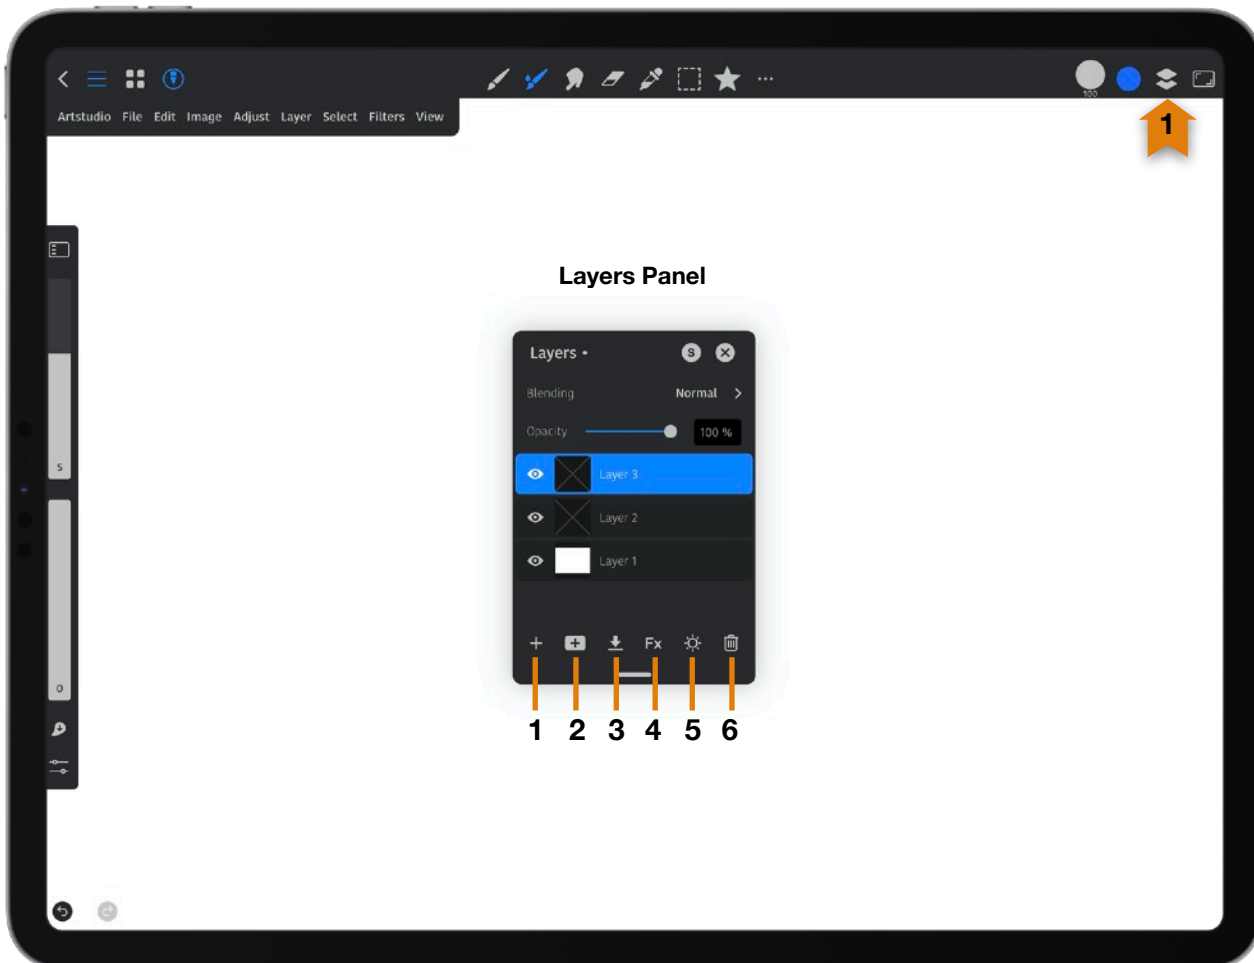 100
Artstudio File Edit Image Adjust Layer Select Filters View
1
Layers Panel
Layers •
S
Blending Normal >
Opacity 100 %
Layer 3
Layer 2
Layer 1
Fx
1 2 3 4 5 6
S
O